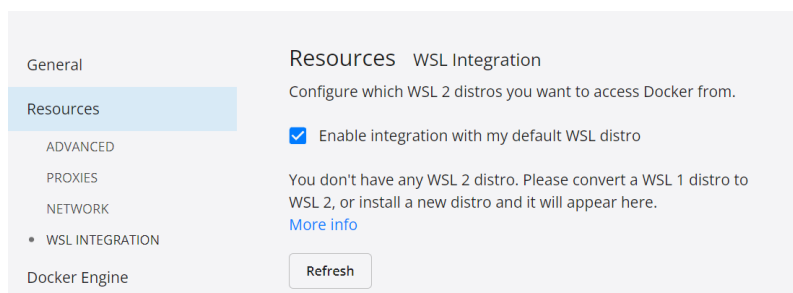 General
Resources
ADVANCED
PROXIES
NETWORK
WSL INTEGRATION
Docker Engine
Resources WSL Integration
Configure which WSL 2 distros you want to access Docker from.
Enable integration with my default WSL distro
You don't have any WSL 2 distro. Please convert a WSL 1 distro to
WSL 2, or install a new distro and it will appear here.
More info
Refresh